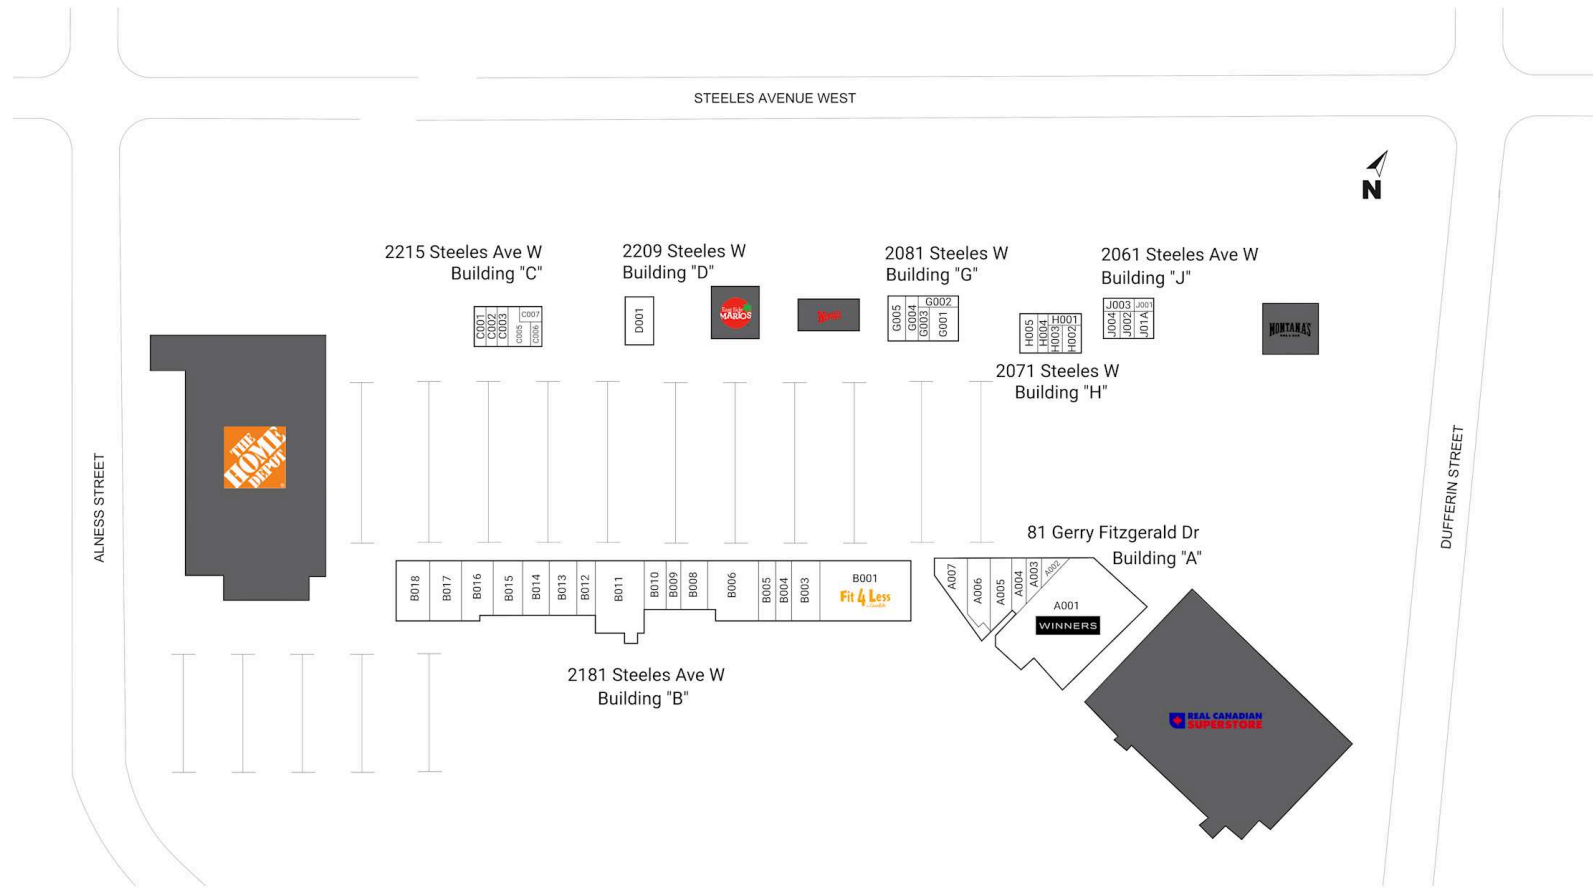 STEELES AVENUE WEST
N
2215 Steeles Ave W
Building "C"
2209 Steeles W
Building "D"
2081 Steeles W
Building "G"
2061 Steeles Ave W
Building "J"
C001
C002
C003
C005
C006
C007
D001
East Side
MARIO'S
G005
G004
G003
G002
G001
H005
H004
H003
H001
H002
J003
J001
J004
J002
J01A
MONTANA'S
2071 Steeles W
Building "H"
THE
HOME
DEPOT
ALNESS STREET
DUFFERIN STREET
81 Gerry Fitzgerald Dr
Building "A"
B018
B017
B016
B015
B014
B013
B012
B011
B010
B009
B008
B006
B005
B004
B003
B001
Fit 4 Less
A007
A006
A005
A004
A003
A002
A001
WINNERS
2181 Steeles Ave W
Building "B"
REAL CANADIAN
SUPERSTORE